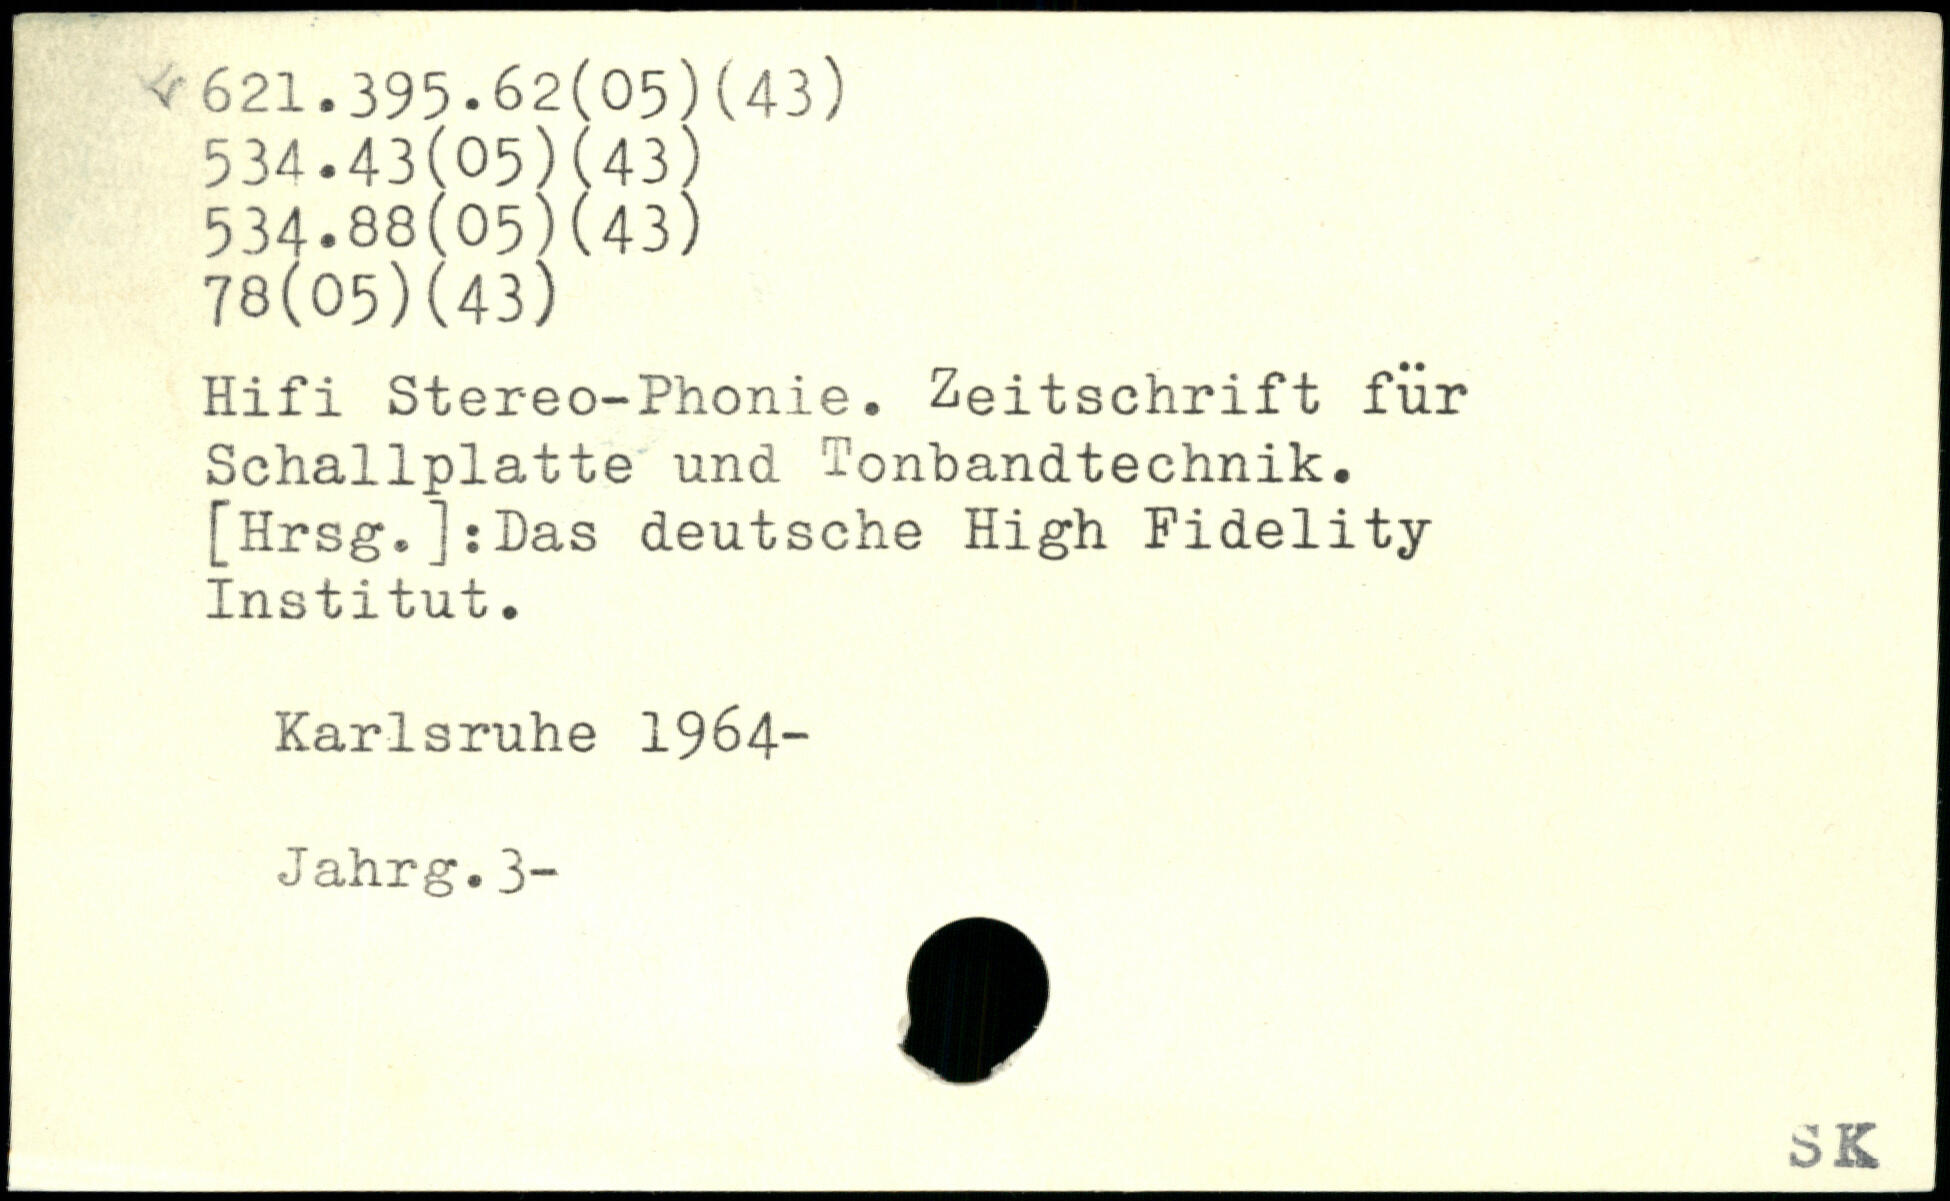 621.395.62(05)(43)
534.43(05)(43)
534.88(05)(43)
78(05)(43)
Hifi Stereo-Phonie. Zeitschrift für
Schallplatte und Tonbandtechnik.
[Hrsg.]:Das deutsche High Fidelity
Institut.
Karlsruhe 1964-
Jahrg.3-
SK